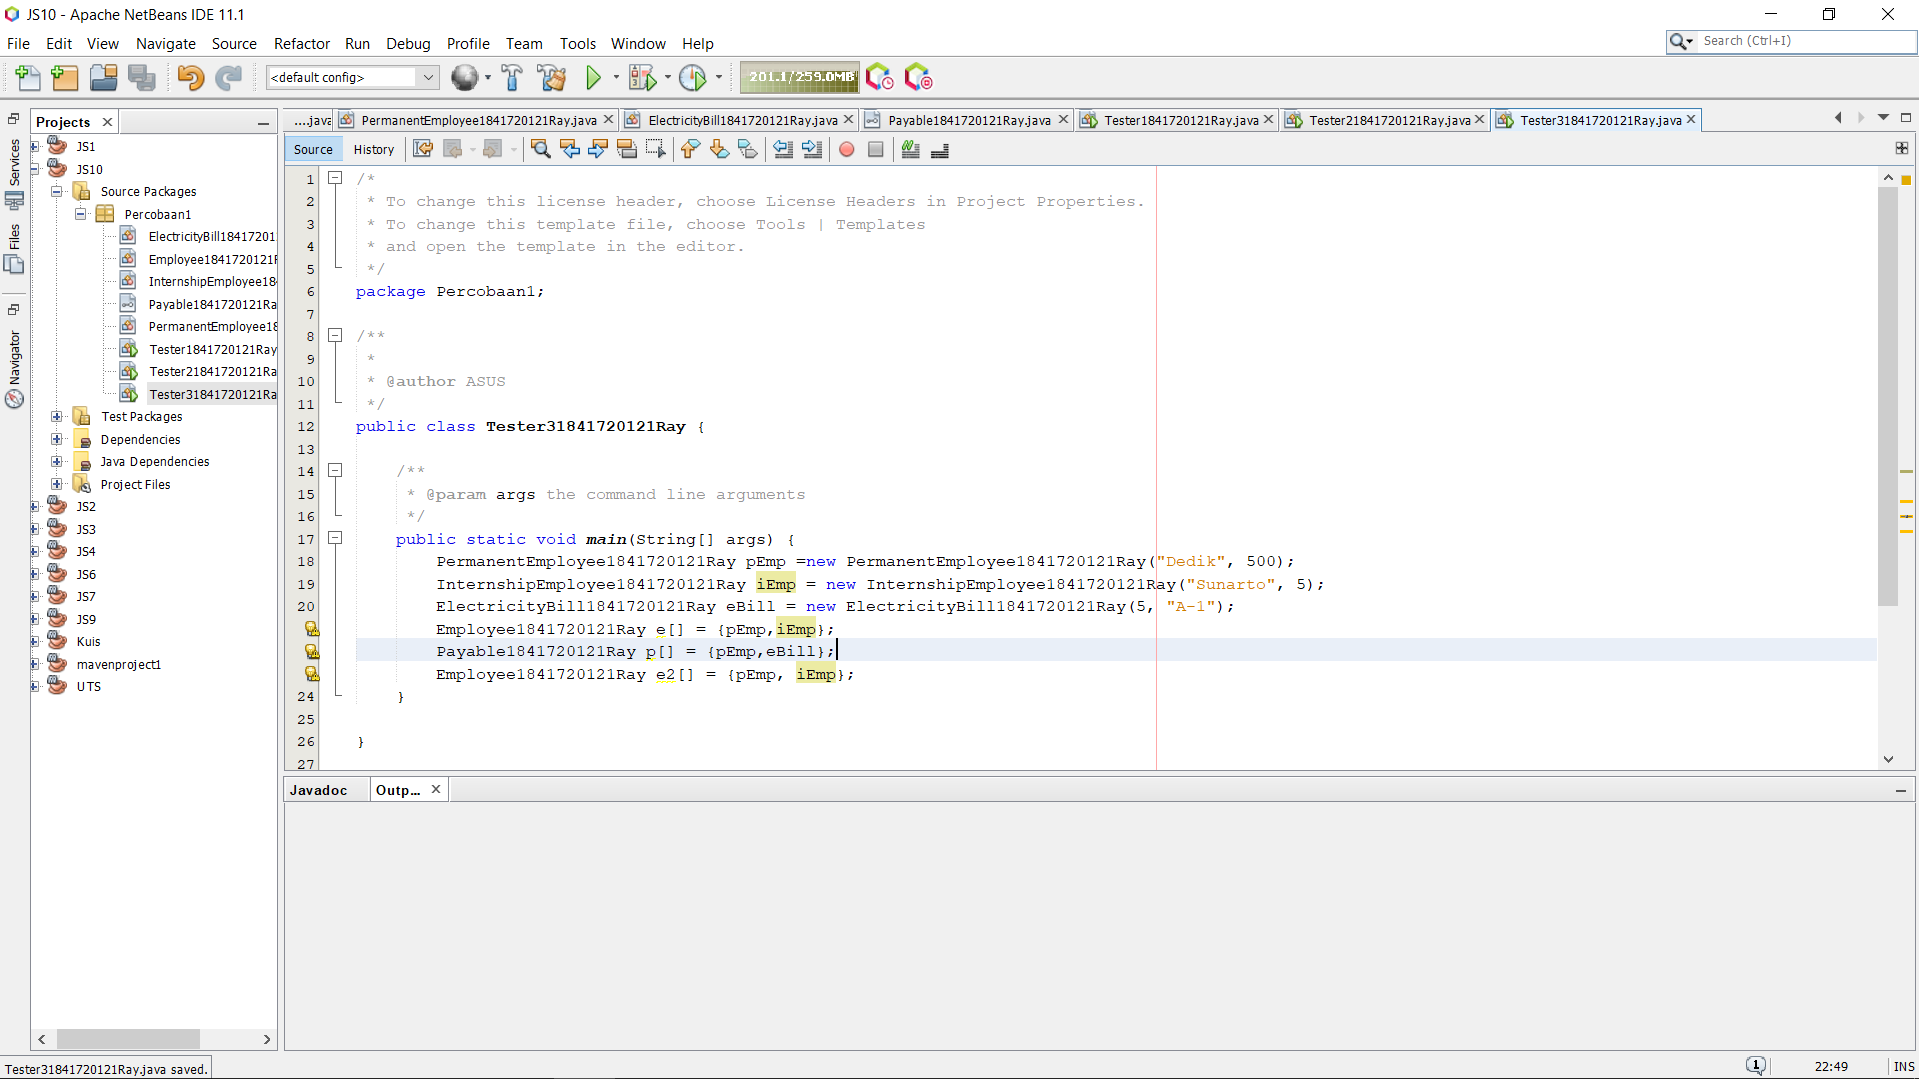 JS10 - Apache NetBeans IDE 11.1
File Edit View Navigate Source Refactor Run Debug Profile Team Tools Window Help
Search (Ctrl+I)
<default config>
201.1/259.0MB
Projects
....java
PermanentEmployee1841720121Ray.java
ElectricityBill1841720121Ray.java
Payable1841720121Ray.java
Tester1841720121Ray.java
Tester21841720121Ray.java
Tester31841720121Ray.java
Source History
Services
Files
Navigator
JS1
JS10
Source Packages
Percobaan1
ElectricityBill184172012
Employee1841720121R
InternshipEmployee18
Payable1841720121Ra
PermanentEmployee18
Tester1841720121Ray
Tester21841720121Ra
Tester31841720121Ra
Test Packages
Dependencies
Java Dependencies
Project Files
JS2
JS3
JS4
JS6
JS7
JS9
Kuis
mavenproject1
UTS
1 /*
2 * To change this license header, choose License Headers in Project Properties.
3 * To change this template file, choose Tools | Templates
4 * and open the template in the editor.
5 */
6 package Percobaan1;
7
8 /**
9 *
10 * @author ASUS
11 */
12 public class Tester31841720121Ray {
13
14 /**
15 * @param args the command line arguments
16 */
17 public static void main(String[] args) {
18 PermanentEmployee1841720121Ray pEmp =new PermanentEmployee1841720121Ray("Dedik", 500);
19 InternshipEmployee1841720121Ray iEmp = new InternshipEmployee1841720121Ray("Sunarto", 5);
20 ElectricityBill1841720121Ray eBill = new ElectricityBill1841720121Ray(5, "A-1");
Employee1841720121Ray e[] = {pEmp,iEmp};
Payable1841720121Ray p[] = {pEmp,eBill};
Employee1841720121Ray e2[] = {pEmp, iEmp};
24 }
25
26 }
27
Javadoc
Outp...
Tester31841720121Ray.java saved.
1
22:49
INS